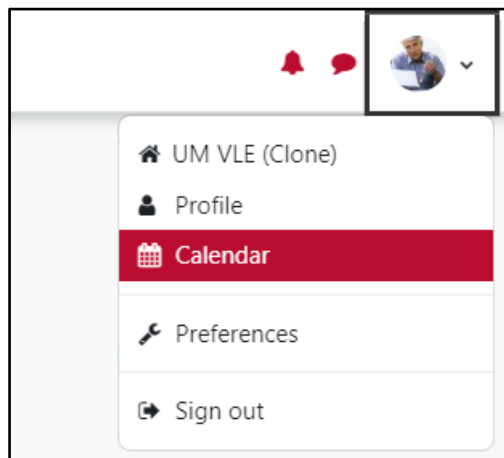 UM VLE (Clone)
Profile
Calendar
Preferences
Sign out